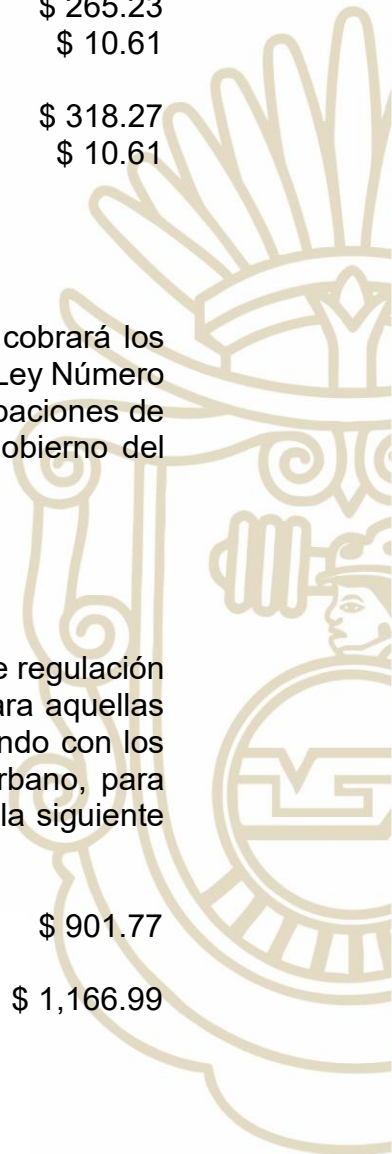 $ 265.23
$ 10.61
$ 318.27
$ 10.61
cobrará los
Ley Número
paciones de
obierno del
e regulación
ara aquellas
ndo con los
rbano, para
la siguiente
$ 901.77
$ 1,166.99